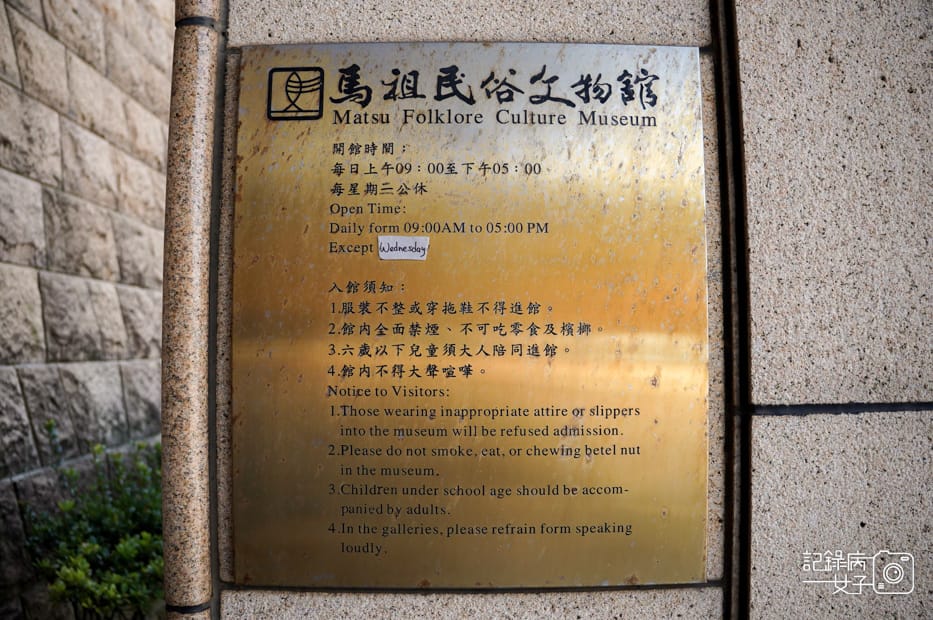 馬祖民俗文物館
Matsu Folklore Culture Museum
開館時間：
每日上午09：00至下午05：00
每星期三公休
Open Time:
Daily form 09:00AM to 05:00 PM
Except Wednesday
入館須知：
1.服裝不整或穿拖鞋不得進館。
2.館內全面禁煙、不可吃零食及檳榔。
3.六歲以下兒童須大人陪同進館。
4.館內不得大聲喧嘩。
Notice to Visitors:
1.Those wearing inappropriate attire or slippers
into the museum will be refused admission.
2.Please do not smoke, eat, or chewing betel nut
in the museum.
3.Children under school age should be accom-
panied by adults.
4.In the galleries, please refrain form speaking
loudly.
記錄病
女子